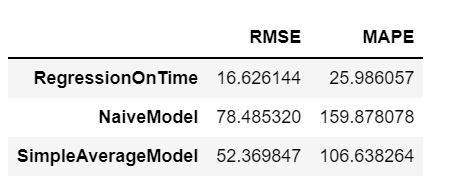 RMSE MAPE
RegressionOnTime 16.626144 25.986057
NaiveModel 78.485320 159.878078
SimpleAverageModel 52.369847 106.638264